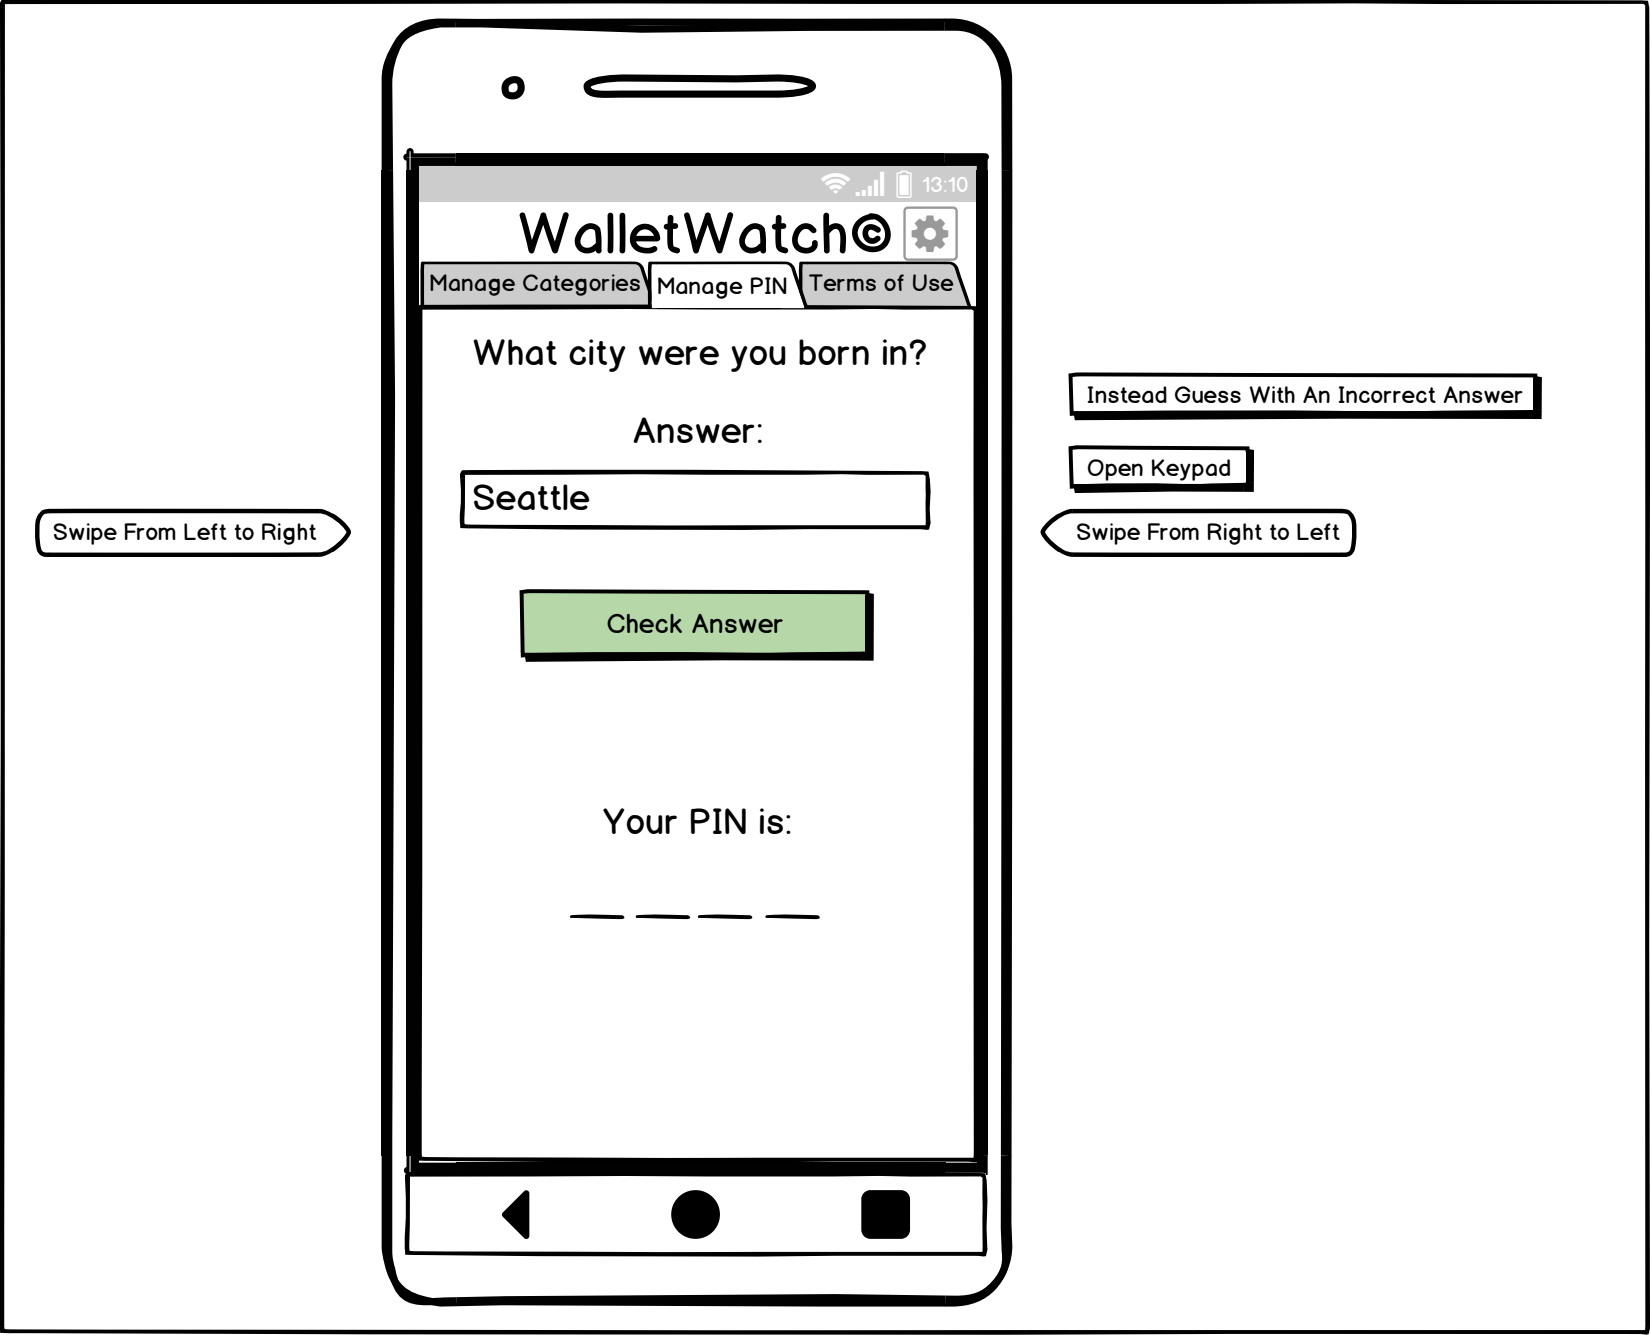 13:10
WalletWatch©
Manage Categories
Manage PIN
Terms of Use
What city were you born in?
Answer:
Seattle
Check Answer
Your PIN is:
Swipe From Left to Right
Instead Guess With An Incorrect Answer
Open Keypad
Swipe From Right to Left